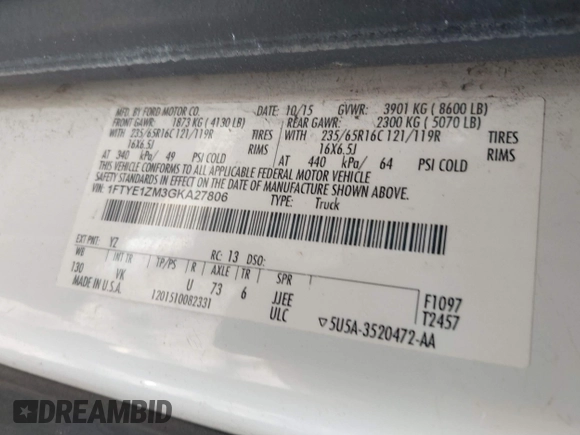 MFD. BY FORD MOTOR CO.
DATE: 10/15 GVWR: 3901 KG ( 8600 LB)
FRONT GAWR: 1873 KG ( 4130 LB) REAR GAWR: 2300 KG ( 5070 LB)
WITH 235/65R16C 121/119R TIRES WITH 235/65R16C 121/119R TIRES
16X6.5J RIMS 16X6.5J RIMS
AT 340 kPa/ 49 PSI COLD AT 440 kPa/ 64 PSI COLD
THIS VEHICLE CONFORMS TO ALL APPLICABLE FEDERAL MOTOR VEHICLE
SAFETY STANDARD IN EFFECT ON THE DATE OF MANUFACTURE SHOWN ABOVE.
VIN: 1FTYE1ZM3GKA27806
TYPE: Truck
EXT PNT: YZ RC: 13 DSO:
WB INT TR TP/PS R AXLE TR SPR
130 VK U 73 6 JJEE F1097
MADE IN U.S.A. 1201510082331 ULC T2457
▽5U5A-3520472-AA
DREAMBID